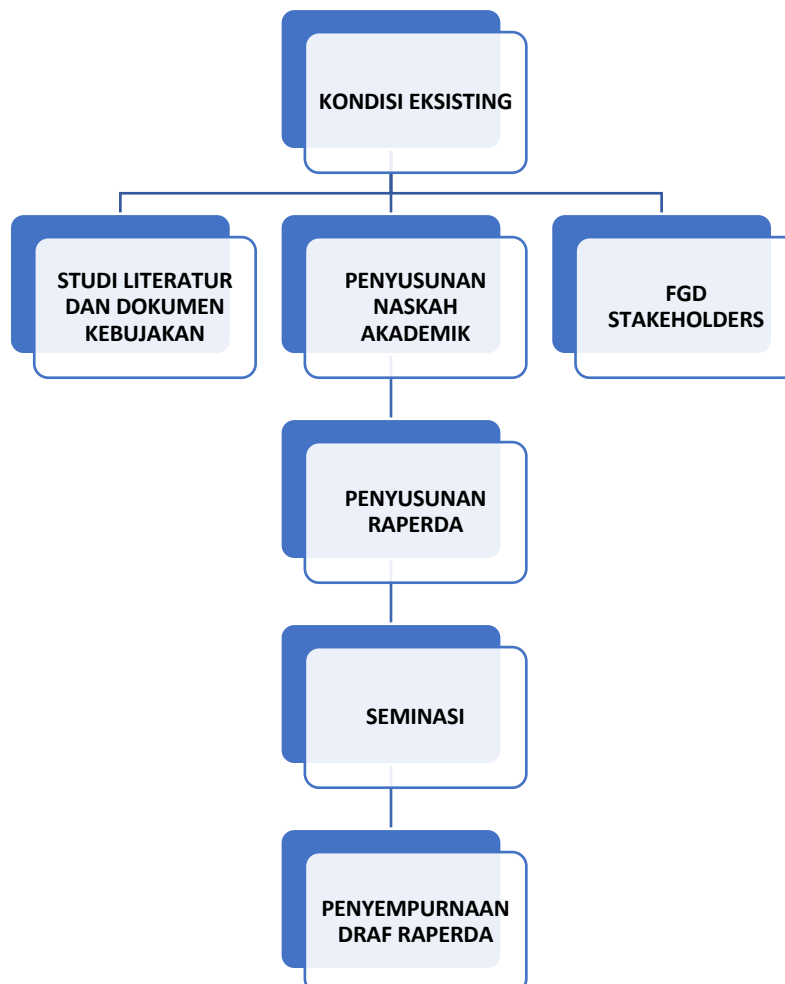 KONDISI EKSISTING
STUDI LITERATUR
DAN DOKUMEN
KEBUJAKAN
PENYUSUNAN
NASKAH
AKADEMIK
FGD
STAKEHOLDERS
PENYUSUNAN
RAPERDA
SEMINASI
PENYEMPURNAAN
DRAF RAPERDA